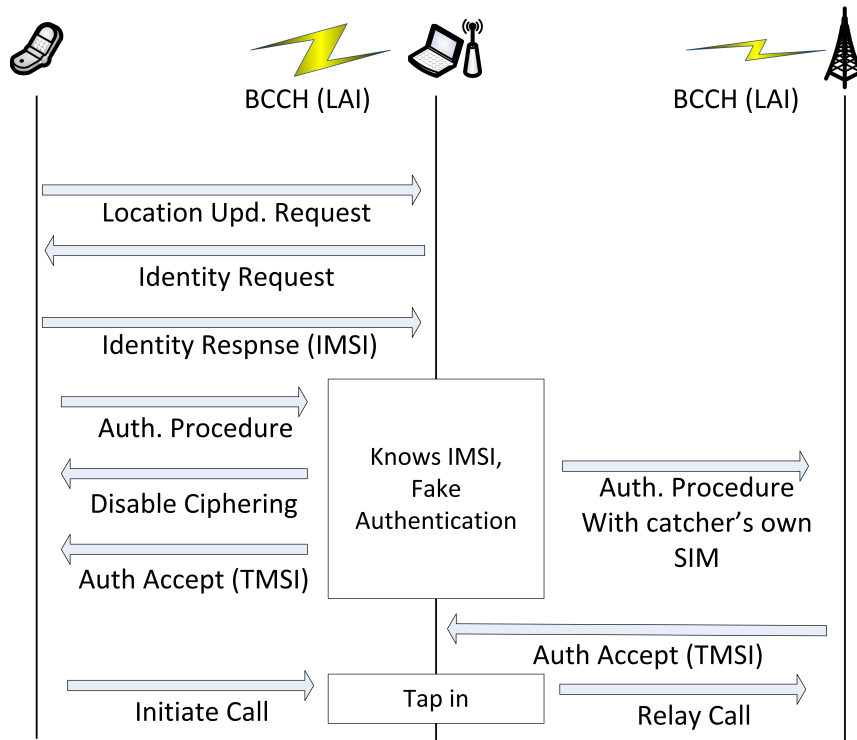 BCCH (LAI)
BCCH (LAI)
Location Upd. Request
Identity Request
Identity Respnse (IMSI)
Auth. Procedure
Disable Ciphering
Auth Accept (TMSI)
Knows IMSI,
Fake
Authentication
Auth. Procedure
With catcher's own
SIM
Auth Accept (TMSI)
Initiate Call
Tap in
Relay Call